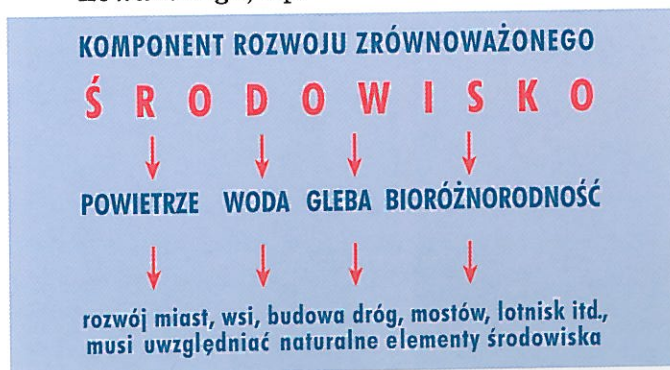 KOMPONENT ROZWOJU ZRÓWNOWAŻONEGO
ŚRODOWISKO
POWIETRZE WODA GLEBA BIORÓŻNORODNOŚĆ
rozwój miast, wsi, budowa dróg, mostów, lotnisk itd.,
musi uwzględniać naturalne elementy środowiska